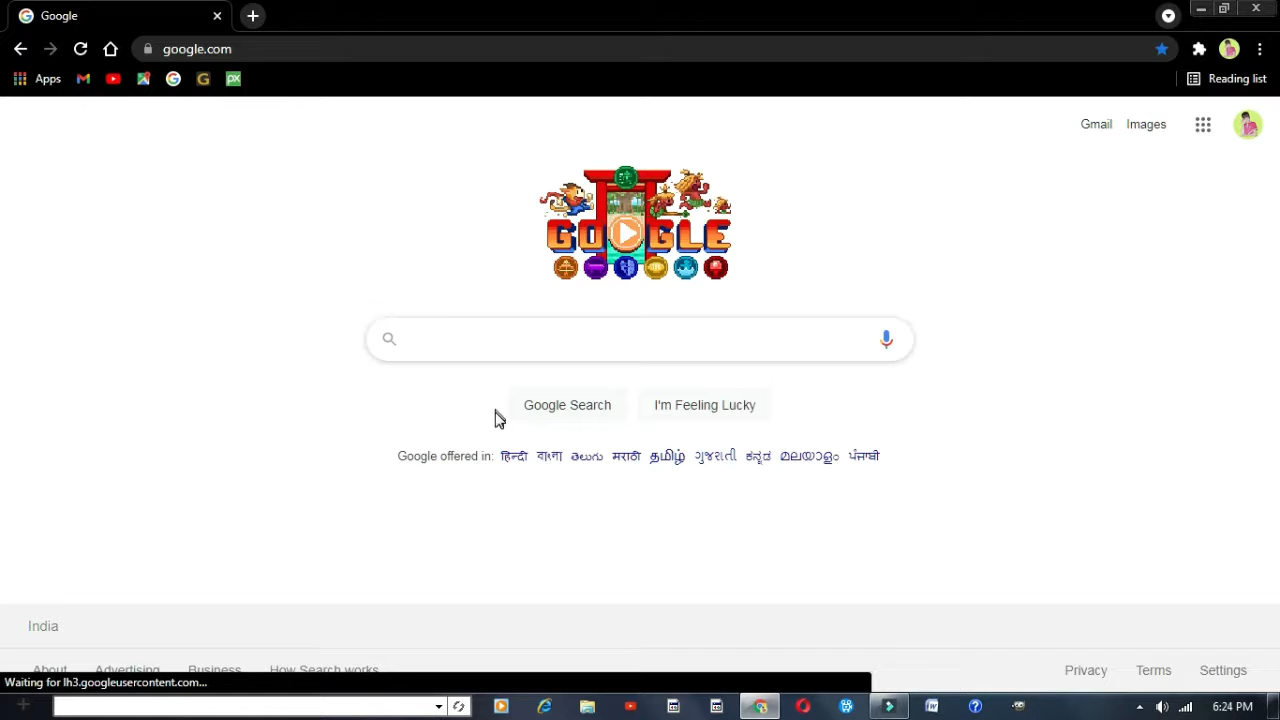 Google
google.com
Apps
Reading list
Gmail Images
GOOGLE
Google Search
I'm Feeling Lucky
Google offered in: हिन्दी বাংলা తెలుగు मराठी தமிழ் ગુજરાતી ಕನ್ನಡ മലയാളം ਪੰਜਾਬੀ
India
About Advertising Business How Search works
Privacy Terms Settings
Waiting for lh3.googleusercontent.com...
6:24 PM